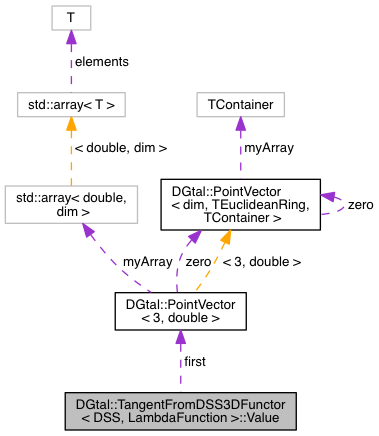 T
elements
std::array< T >
TContainer
< double, dim >
myArray
std::array< double,
dim >
DGtal::PointVector
< dim, TEuclideanRing,
TContainer >
zero
myArray
zero
< 3, double >
DGtal::PointVector
< 3, double >
first
DGtal::TangentFromDSS3DFunctor
< DSS, LambdaFunction >::Value